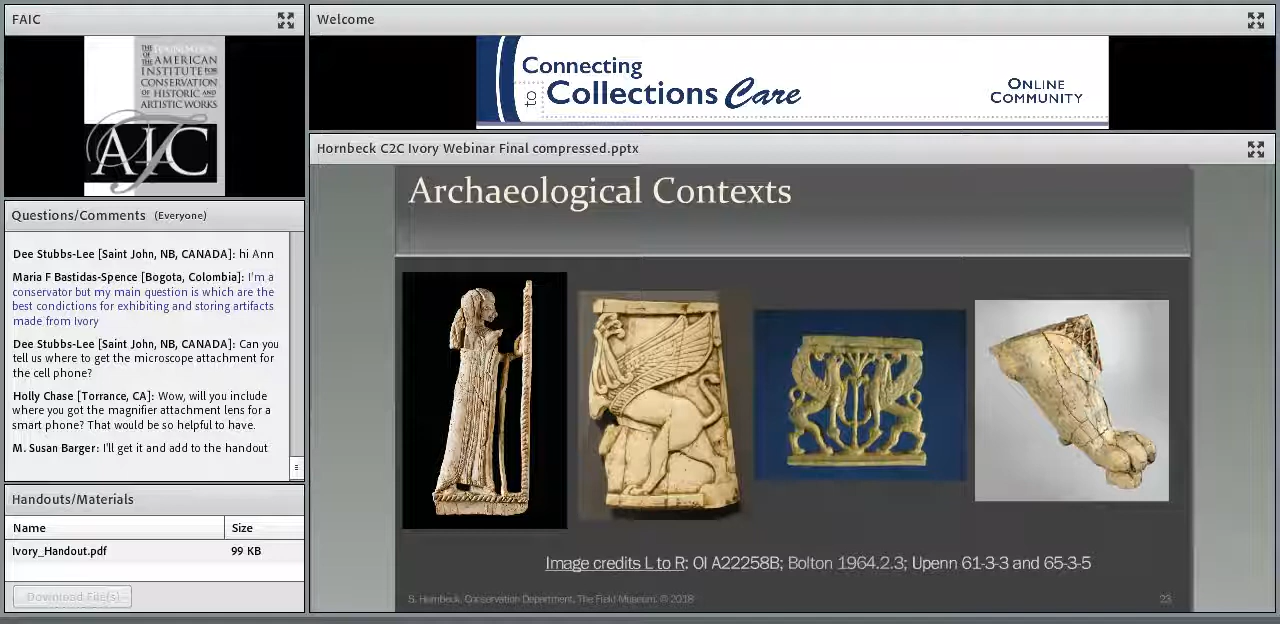 FAIC
THE FOUNDATION
OF THE AMERICAN
INSTITUTE FOR
CONSERVATION
OF HISTORIC AND
ARTISTIC WORKS
AIC
Questions/Comments (Everyone)
Dee Stubbs-Lee [Saint John, NB, CANADA]: hi Ann
Maria F Bastidas-Spence [Bogota, Colombia]: I'm a
conservator but my main question is which are the
best condictions for exhibiting and storing artifacts
made from Ivory
Dee Stubbs-Lee [Saint John, NB, CANADA]: Can you
tell us where to get the microscope attachment for
the cell phone?
Holly Chase [Torrance, CA]: Wow, will you include
where you got the magnifier attachment lens for a
smart phone? That would be so helpful to have.
M. Susan Barger: I'll get it and add to the handout
Handouts/Materials
Name Size
Ivory_Handout.pdf 99 KB
Download File(s)
Welcome
Connecting
to Collections Care
ONLINE
COMMUNITY
Hornbeck C2C Ivory Webinar Final compressed.pptx
Archaeological Contexts
Image credits L to R: OI A22258B; Bolton 1964.2.3; Upenn 61-3-3 and 65-3-5
S. Hornbeck, Conservation Department, The Field Museum. © 2018
23